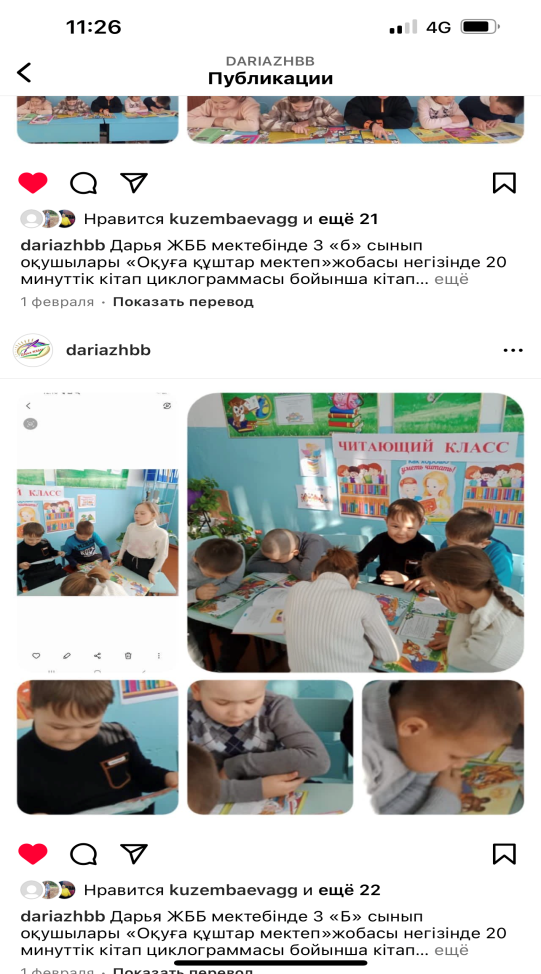 11:26
4G
DARIAZHBB
Публикации
Нравится kuzembaevagg и ещё 21
dariazhbb Дарья ЖББ мектебінде 3 «б» сынып
оқушылары «Оқуға құштар мектеп»жобасы негізінде 20
минуттік кітап циклограммасы бойынша кітап... ещё
1 февраля • Показать перевод
dariazhbb
Й КЛАСС
ЧИТАЮЩИЙ КЛАСС
уметь читать!
Нравится kuzembaevagg и ещё 22
dariazhbb Дарья ЖББ мектебінде 3 «Б» сынып
оқушылары «Оқуға құштар мектеп»жобасы негізінде 20
минуттік кітап циклограммасы бойынша кітап... ещё
1 февраля • Показать перевод